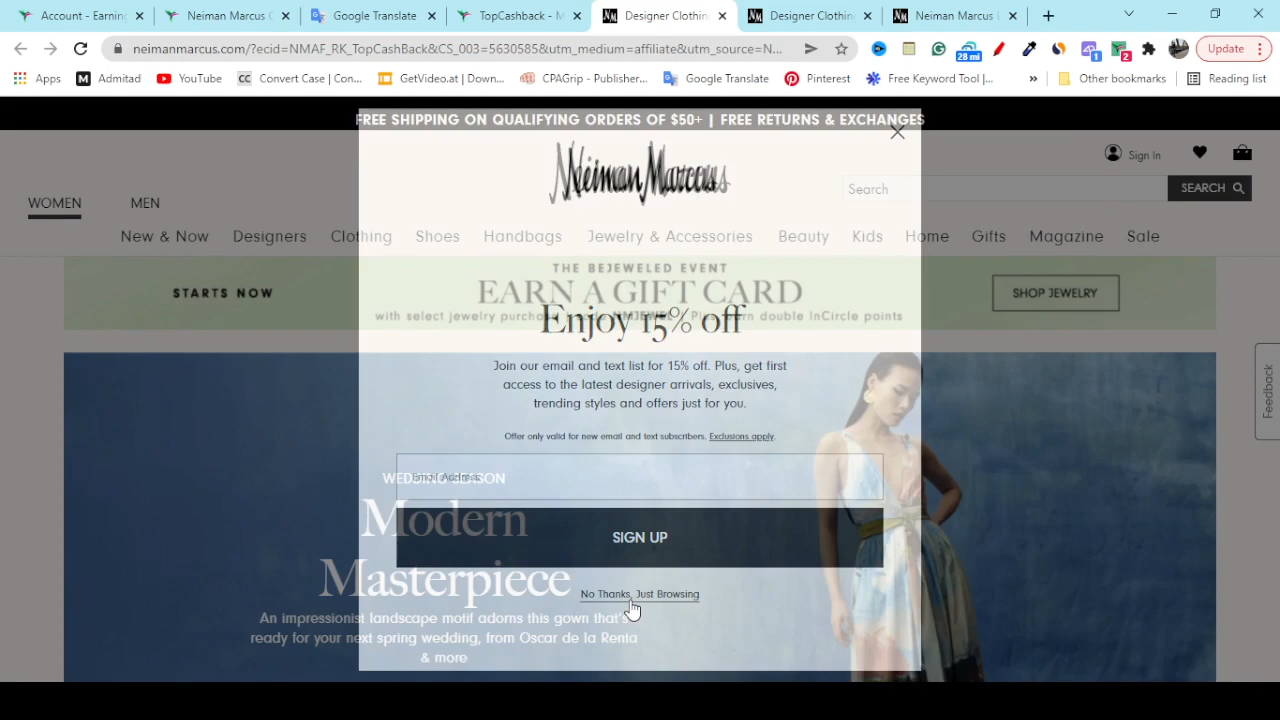 Account - Earnin
Neiman Marcus C
Google Translate
TopCashback - M
Designer Clothin
Designer Clothin
Neiman Marcus L
neimanmarcus.com/?ecid=NMAF_RK_TopCashBack&CS_003=5630585&utm_medium=affiliate&utm_source=N...
28 mi
1
2
Update
Apps
Admitad
YouTube
CC Convert Case | Con...
GetVideo.at | Down...
CPAGrip - Publisher...
Google Translate
Pinterest
Free Keyword Tool |...
»
Other bookmarks
Reading list
FREE SHIPPING ON QUALIFYING ORDERS OF $50+ | FREE RETURNS & EXCHANGES
Neiman Marcus
Sign In
Search
SEARCH
WOMEN
MEN
New & Now
Designers
Clothing
Shoes
Handbags
Jewelry & Accessories
Beauty
Kids
Home
Gifts
Magazine
Sale
STARTS NOW
THE BEJEWELED EVENT
EARN A GIFT CARD
with select jewelry purchase
double InCircle points
SHOP JEWELRY
Enjoy 15% off
Join our email and text list for 15% off. Plus, get first
access to the latest designer arrivals, exclusives,
trending styles and offers just for you.
Offer only valid for new email and text subscribers. Exclusions apply.
Email Address
SIGN UP
No Thanks, Just Browsing
WEDDING SEASON
Modern
Masterpiece
An impressionist landscape motif adorns this gown that's
ready for your next spring wedding, from Oscar de la Renta
& more
Feedback